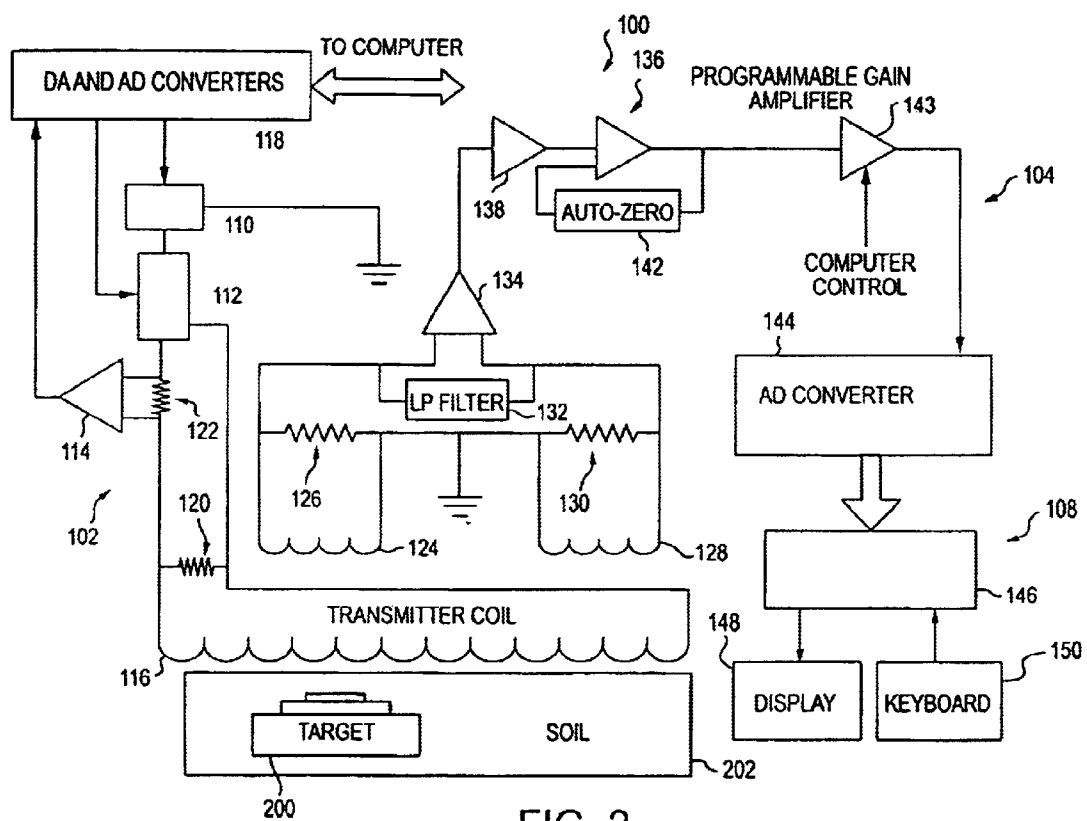 100
TO COMPUTER
136
DA AND AD CONVERTERS
PROGRAMMABLE GAIN
AMPLIFIER
143
118
138
104
AUTO-ZERO
110
142
COMPUTER
CONTROL
134
112
144
LP FILTER
132
AD CONVERTER
114
122
126
130
120
102
124
128
108
146
TRANSMITTER COIL
148
150
116
DISPLAY
KEYBOARD
TARGET
SOIL
202
200